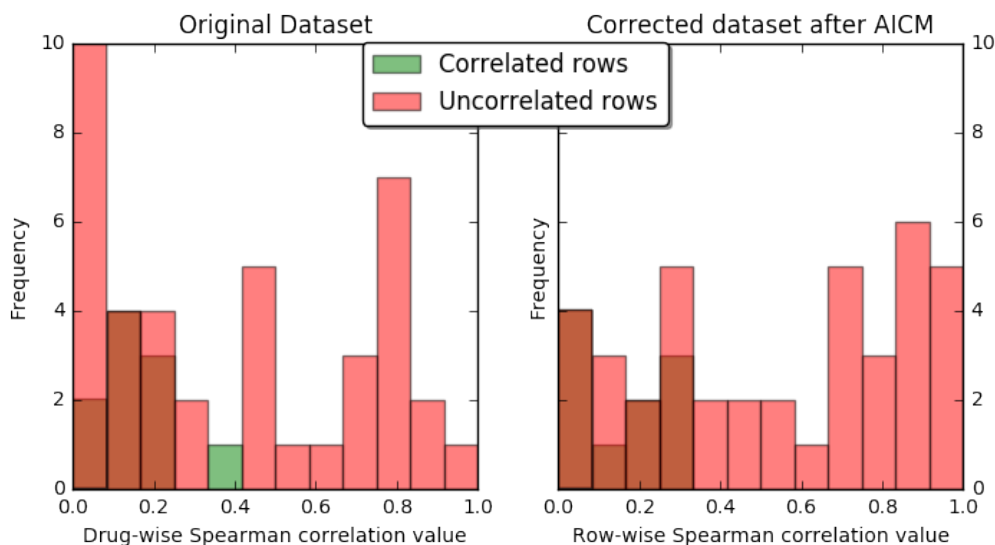 Original Dataset
Corrected dataset after AICM
Correlated rows
Uncorrelated rows
Frequency
10
8
6
4
2
0
0.0 0.2 0.4 0.6 0.8 1.0
Drug-wise Spearman correlation value
Frequency
10
8
6
4
2
0
0.0 0.2 0.4 0.6 0.8 1.0
Row-wise Spearman correlation value